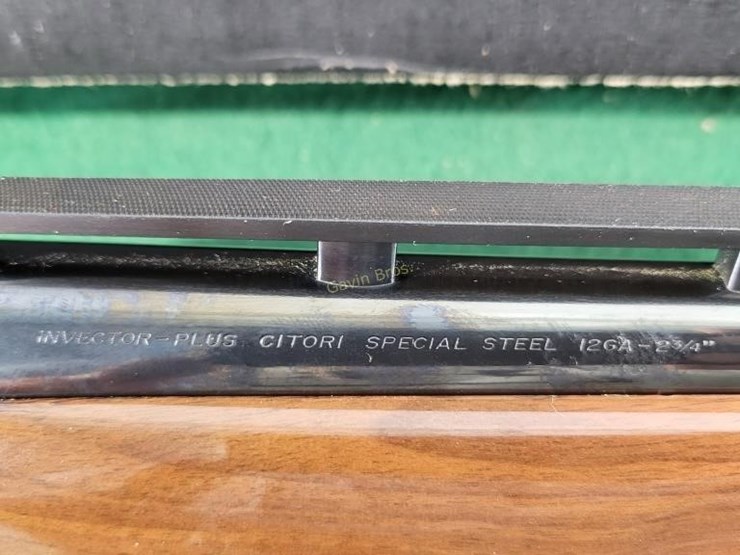 Gavin Bros.
INVECTOR-PLUS CITORI SPECIAL STEEL 12GA-2¾"